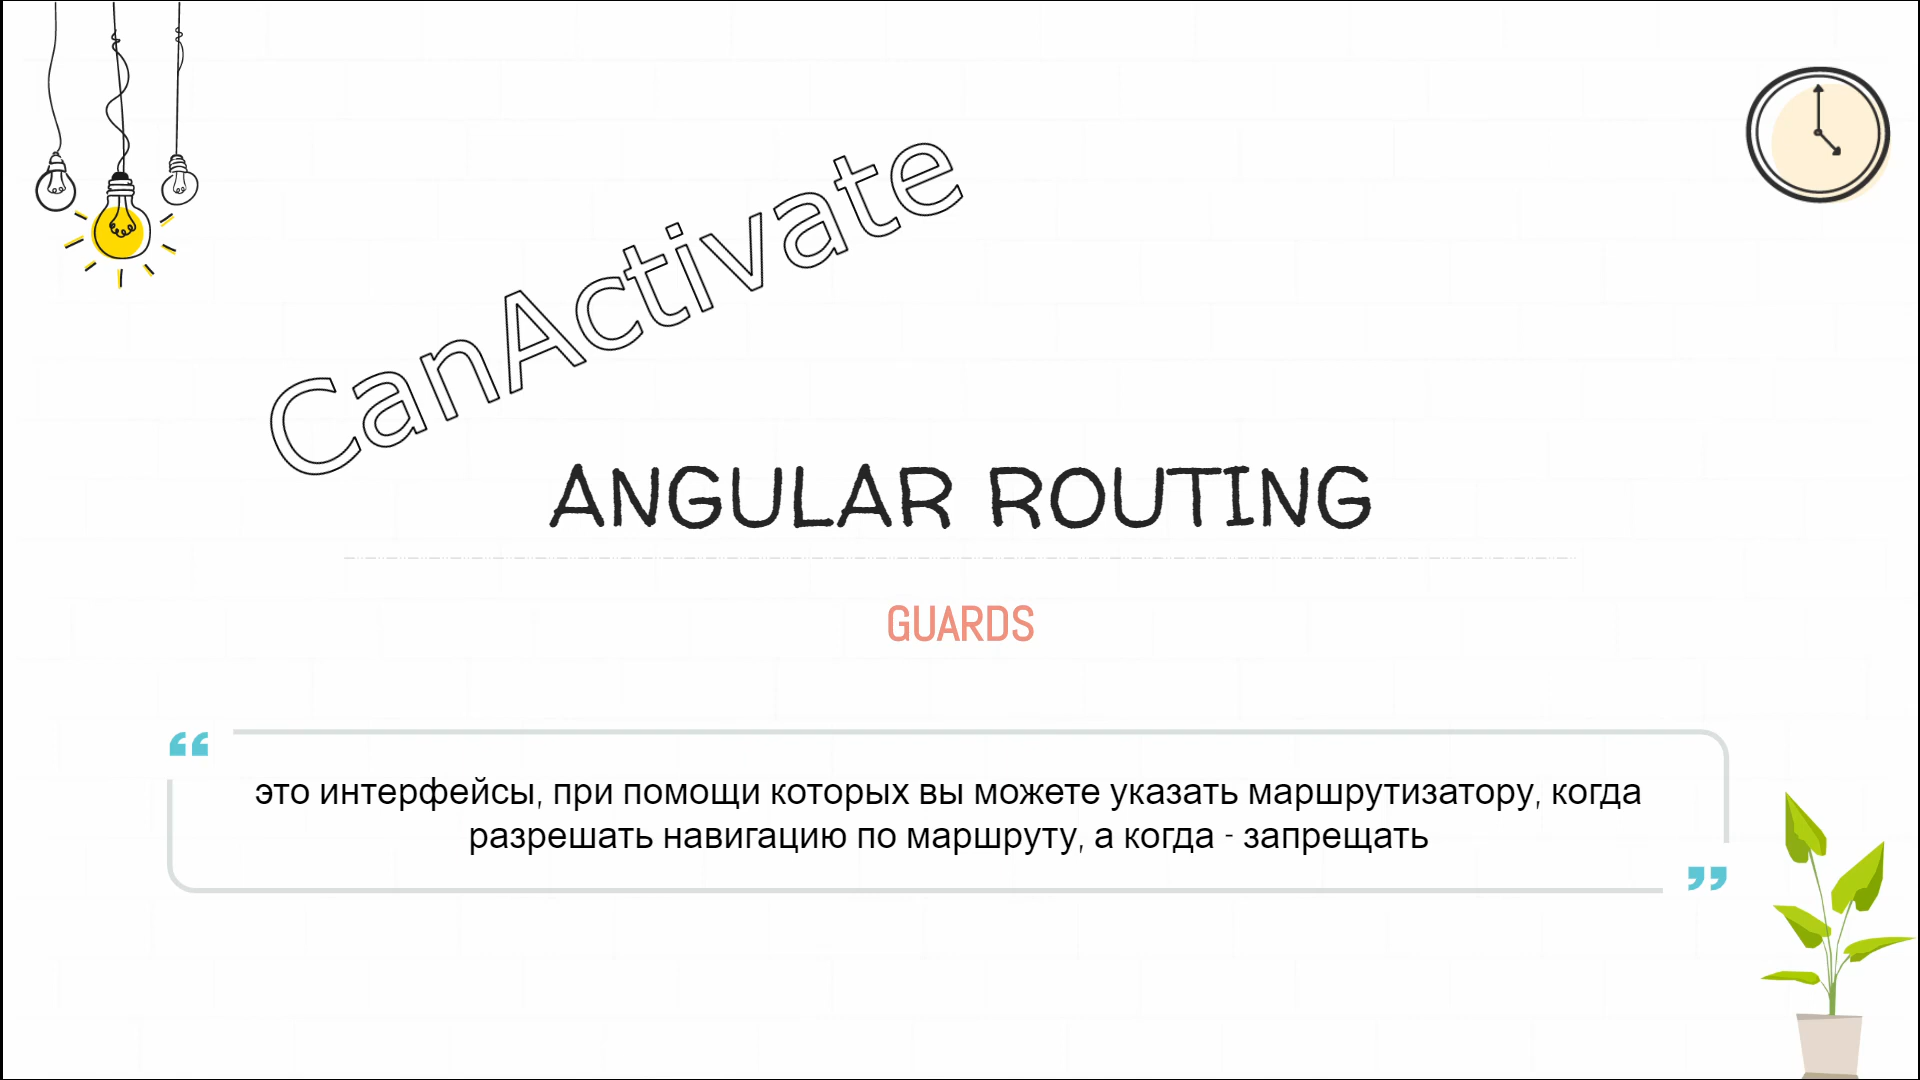 CanActivate
ANGULAR ROUTING
GUARDS
“
это интерфейсы, при помощи которых вы можете указать маршрутизатору, когда
разрешать навигацию по маршруту, а когда - запрещать
”